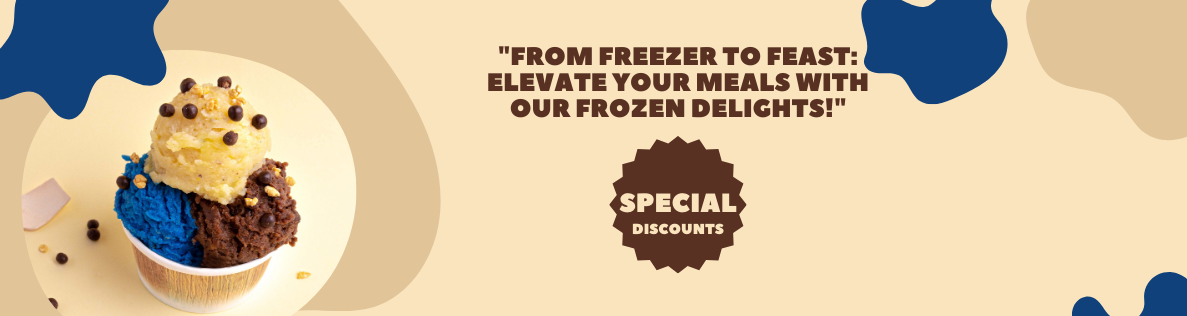 "FROM FREEZER TO FEAST:
ELEVATE YOUR MEALS WITH
OUR FROZEN DELIGHTS!"
SPECIAL
DISCOUNTS